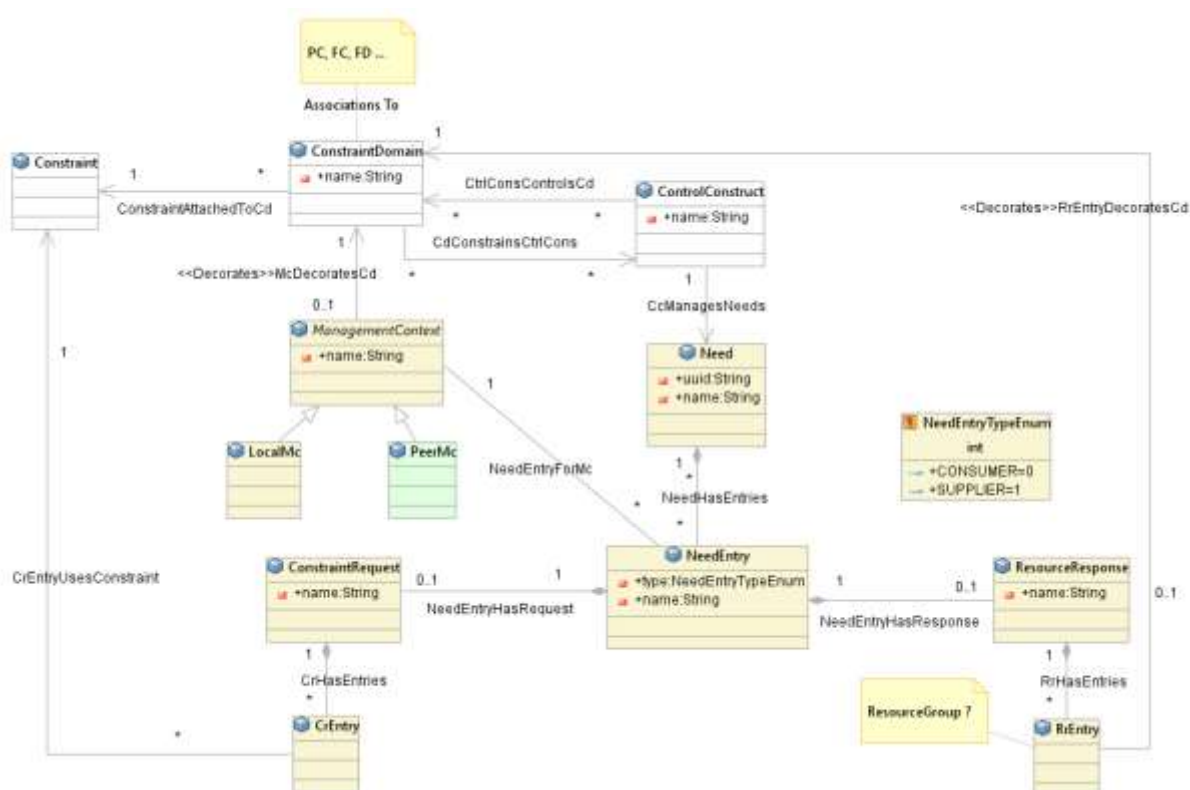 PC, FC, FD ...
Associations To
1
Constraint
ConstraintDomain
+name:String
1
*
ConstraintAttachedToCd
CtrlConsControlsCd
*
*
ControlConstruct
+name:String
<<Decorates>>RrEntryDecoratesCd
CdConstrainsCtrlCons
*
*
1
<<Decorates>>McDecoratesCd
0..1
1
CcManagesNeeds
ManagementContext
+name:String
1
Need
+uuid:String
+name:String
1
LocalMc
PeerMc
NeedEntryTypeEnum
int
+CONSUMER=0
+SUPPLIER=1
NeedEntryForMc
1
*
NeedHasEntries
*
*
CrEntryUsesConstraint
ConstraintRequest
+name:String
0..1
1
NeedEntryHasRequest
NeedEntry
+type:NeedEntryTypeEnum
+name:String
1
0..1
NeedEntryHasResponse
ResourceResponse
+name:String
0..1
1
CrHasEntries
*
1
RrHasEntries
*
CrEntry
*
ResourceGroup ?
RrEntry